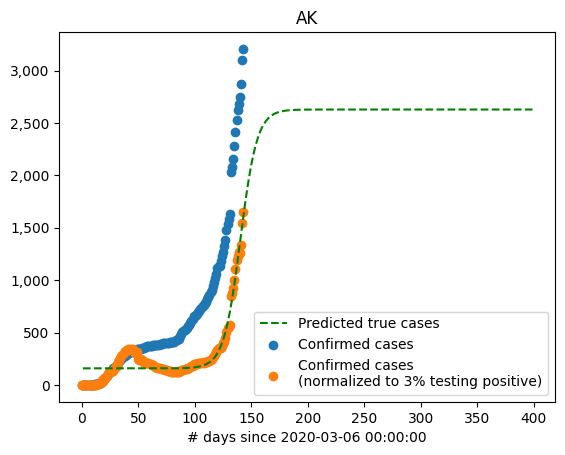 AK
3,000
2,500
2,000
1,500
1,000
500
0
Predicted true cases
Confirmed cases
Confirmed cases
(normalized to 3% testing positive)
0 50 100 150 200 250 300 350 400
# days since 2020-03-06 00:00:00